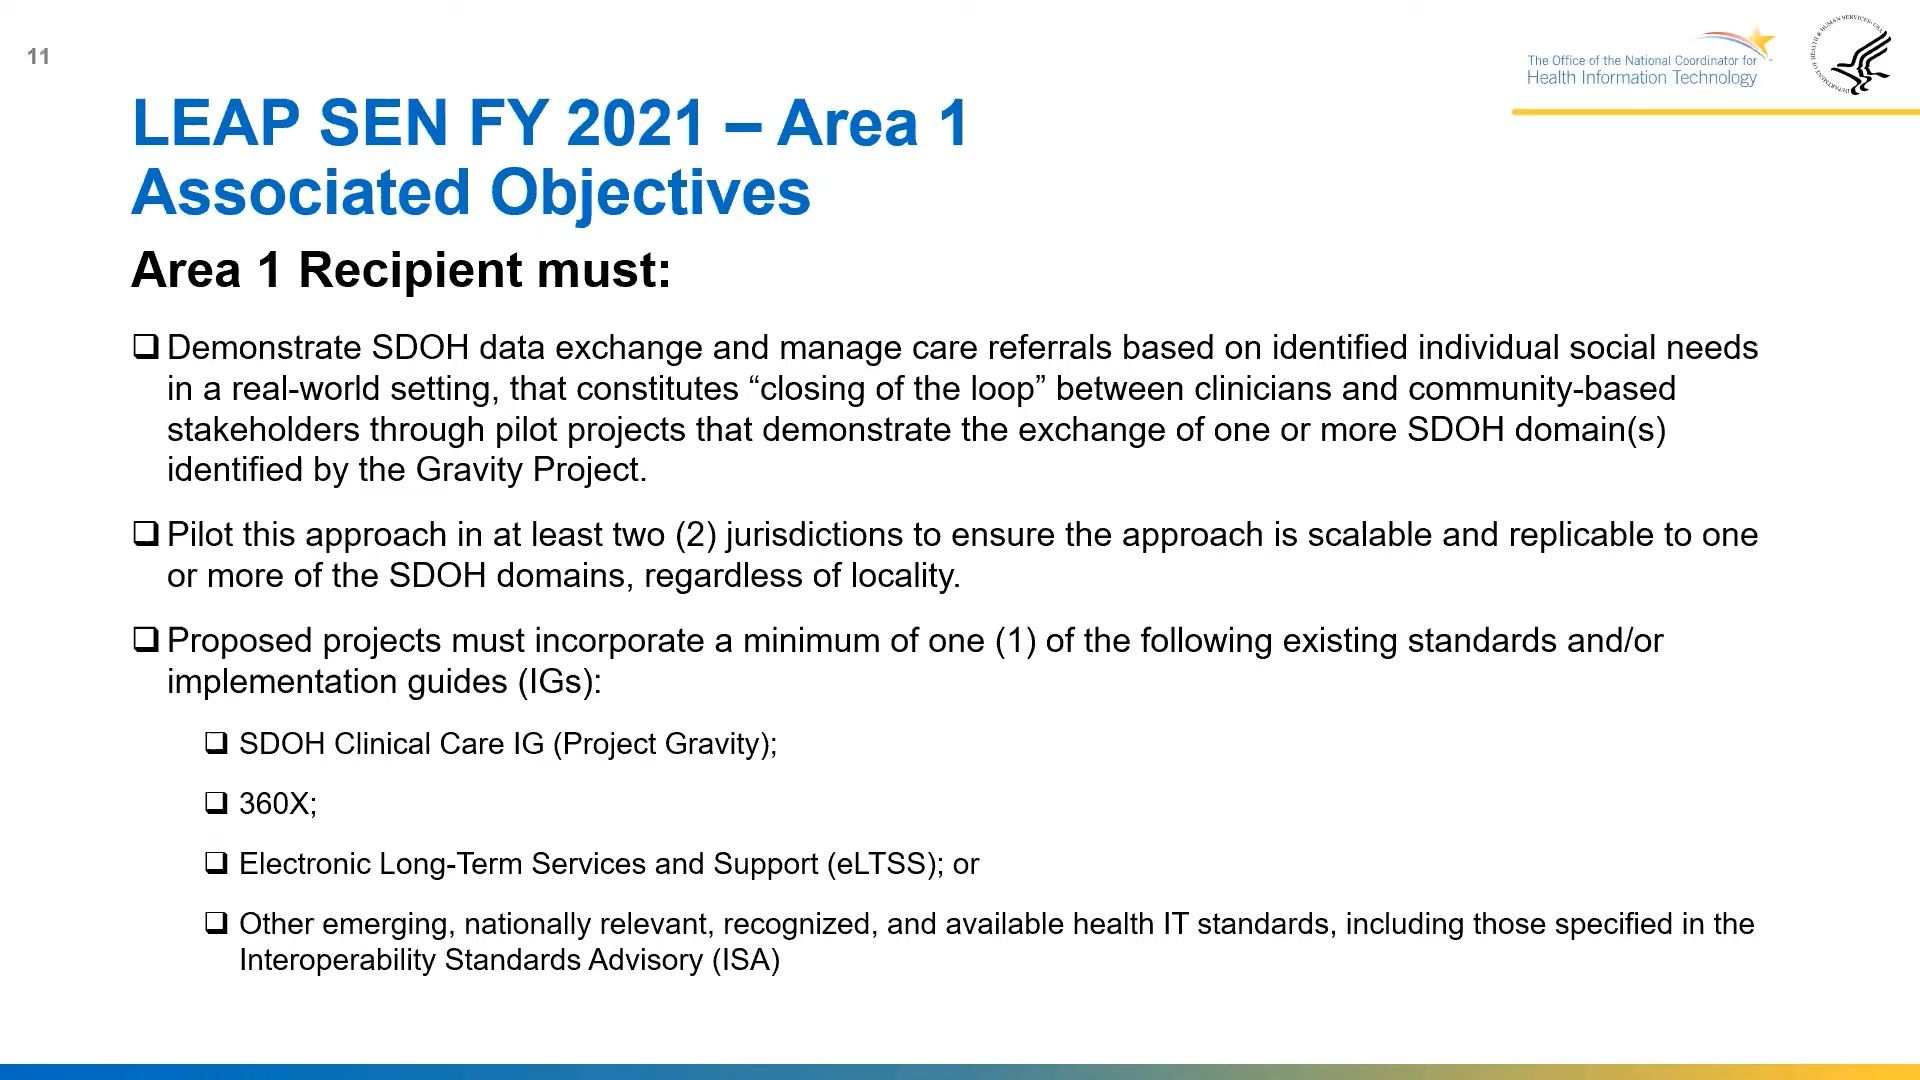 11
The Office of the National Coordinator for
Health Information Technology
DEPARTMENT OF HEALTH & HUMAN SERVICES · USA
LEAP SEN FY 2021 – Area 1
Associated Objectives
Area 1 Recipient must:
Demonstrate SDOH data exchange and manage care referrals based on identified individual social needs
in a real-world setting, that constitutes “closing of the loop” between clinicians and community-based
stakeholders through pilot projects that demonstrate the exchange of one or more SDOH domain(s)
identified by the Gravity Project.
Pilot this approach in at least two (2) jurisdictions to ensure the approach is scalable and replicable to one
or more of the SDOH domains, regardless of locality.
Proposed projects must incorporate a minimum of one (1) of the following existing standards and/or
implementation guides (IGs):
SDOH Clinical Care IG (Project Gravity);
360X;
Electronic Long-Term Services and Support (eLTSS); or
Other emerging, nationally relevant, recognized, and available health IT standards, including those specified in the
Interoperability Standards Advisory (ISA)